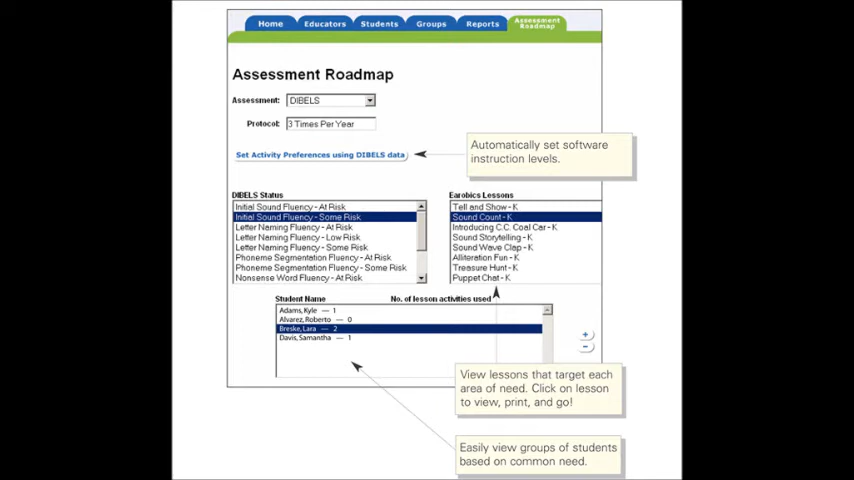 Home Educators Students Groups Reports Assessment Roadmap
Assessment Roadmap
Assessment: DIBELS
Protocol: 3 Times Per Year
Set Activity Preferences using DIBELS data
Automatically set software
instruction levels.
DIBELS Status
Initial Sound Fluency - At Risk
Initial Sound Fluency - Some Risk
Letter Naming Fluency - At Risk
Letter Naming Fluency - Low Risk
Letter Naming Fluency - Some Risk
Phoneme Segmentation Fluency - At Risk
Phoneme Segmentation Fluency - Some Risk
Nonsense Word Fluency - At Risk
Earobics Lessons
Tell and Show - K
Sound Count - K
Introducing C.C. Coal Car - K
Sound Storytelling - K
Sound Wave Clap - K
Alliteration Fun - K
Treasure Hunt - K
Puppet Chat - K
Student Name No. of lesson activities used
Adams, Kyle — 1
Alvarez, Roberto — 0
Breske, Lara — 2
Davis, Samantha — 1
+
-
View lessons that target each
area of need. Click on lesson
to view, print, and go!
Easily view groups of students
based on common need.